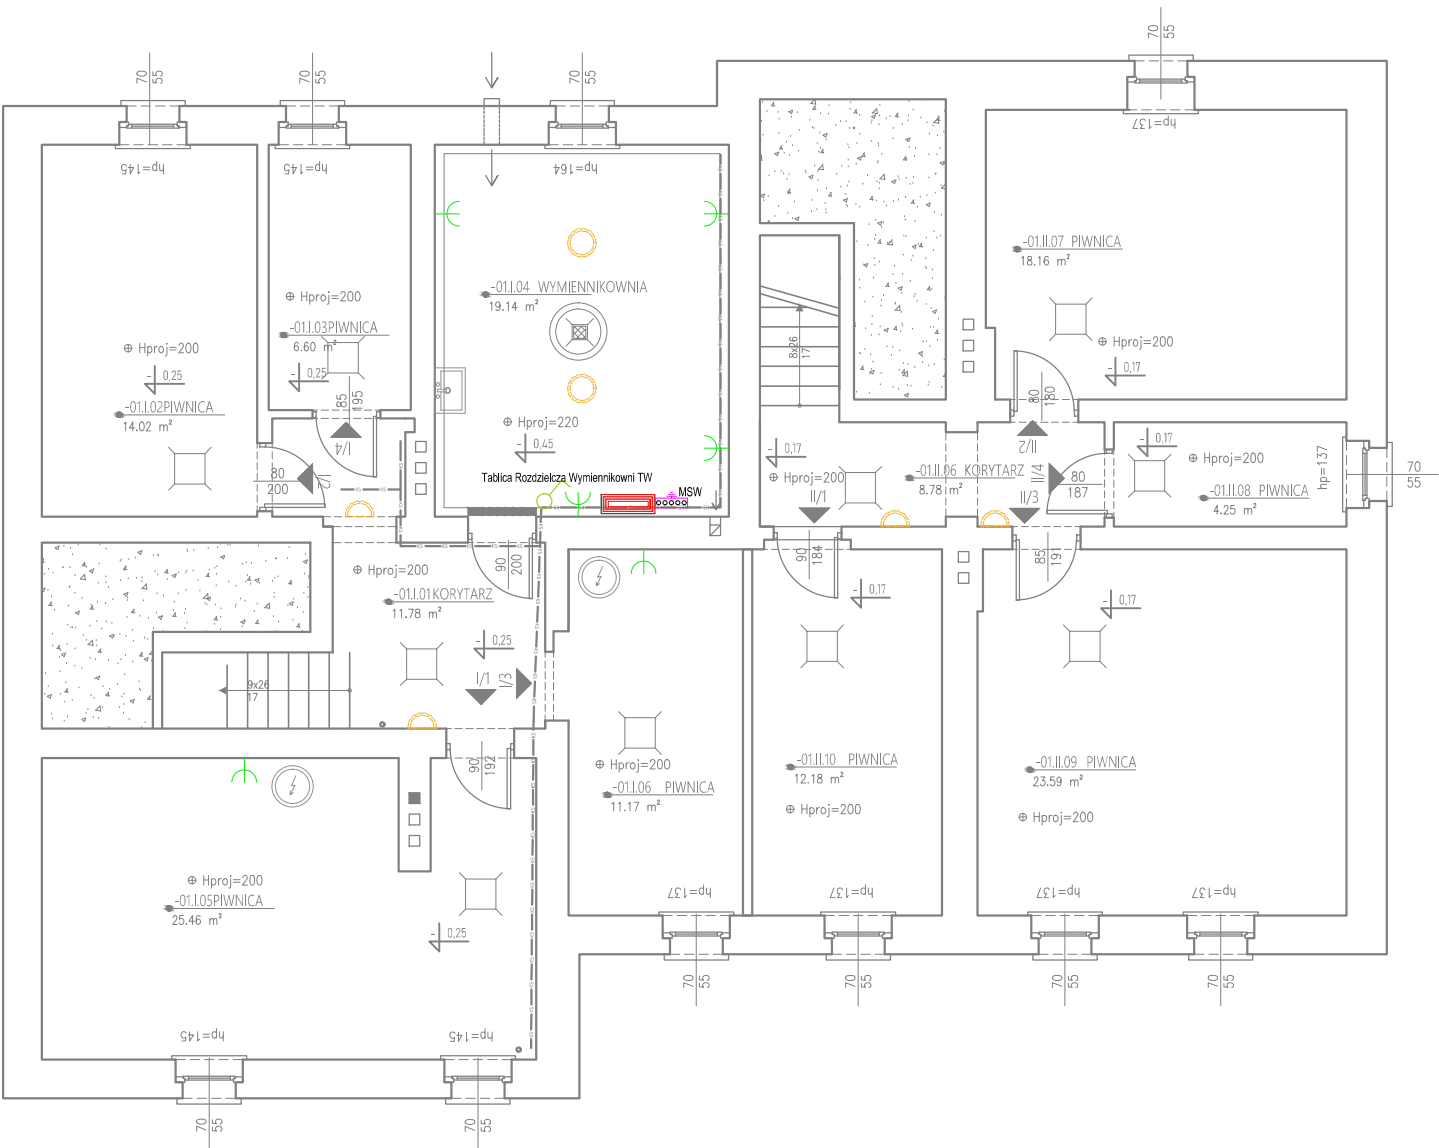 70
55
70
55
70
55
70
55
hp=145
hp=145
hp=164
hp=137
-01.I.04 WYMIENNIKOWNIA
19.14 m²
Hproj=220
- 0,45
Tablica Rozdzielcza Wymiennikowni TW
MSW
Hproj=200
-01.I.03PIWNICA
6.60 m²
- 0,25
85
195
I/4
Hproj=200
- 0,25
-01.I.02PIWNICA
14.02 m²
80
200
I/2
-01.II.07 PIWNICA
18.16 m²
Hproj=200
- 0,17
80
180
II/2
8x26
17
- 0,17
Hproj=200
II/1
-01.II.06 KORYTARZ
8.78 m²
II/4
80
187
II/3
- 0,17
Hproj=200
-01.II.08 PIWNICA
4.25 m²
hp=137
70
55
Hproj=200
-01.I.01KORYTARZ
11.78 m²
- 0,25
I/1
I/3
90
200
9x26
17
90
192
90
184
- 0,17
85
191
- 0,17
Hproj=200
-01.I.06 PIWNICA
11.17 m²
hp=137
-01.II.10 PIWNICA
12.18 m²
Hproj=200
hp=137
-01.II.09 PIWNICA
23.59 m²
Hproj=200
hp=137
hp=137
Hproj=200
-01.I.05PIWNICA
25.46 m²
- 0,25
hp=145
hp=145
70
55
70
55
70
55
70
55
70
55
70
55